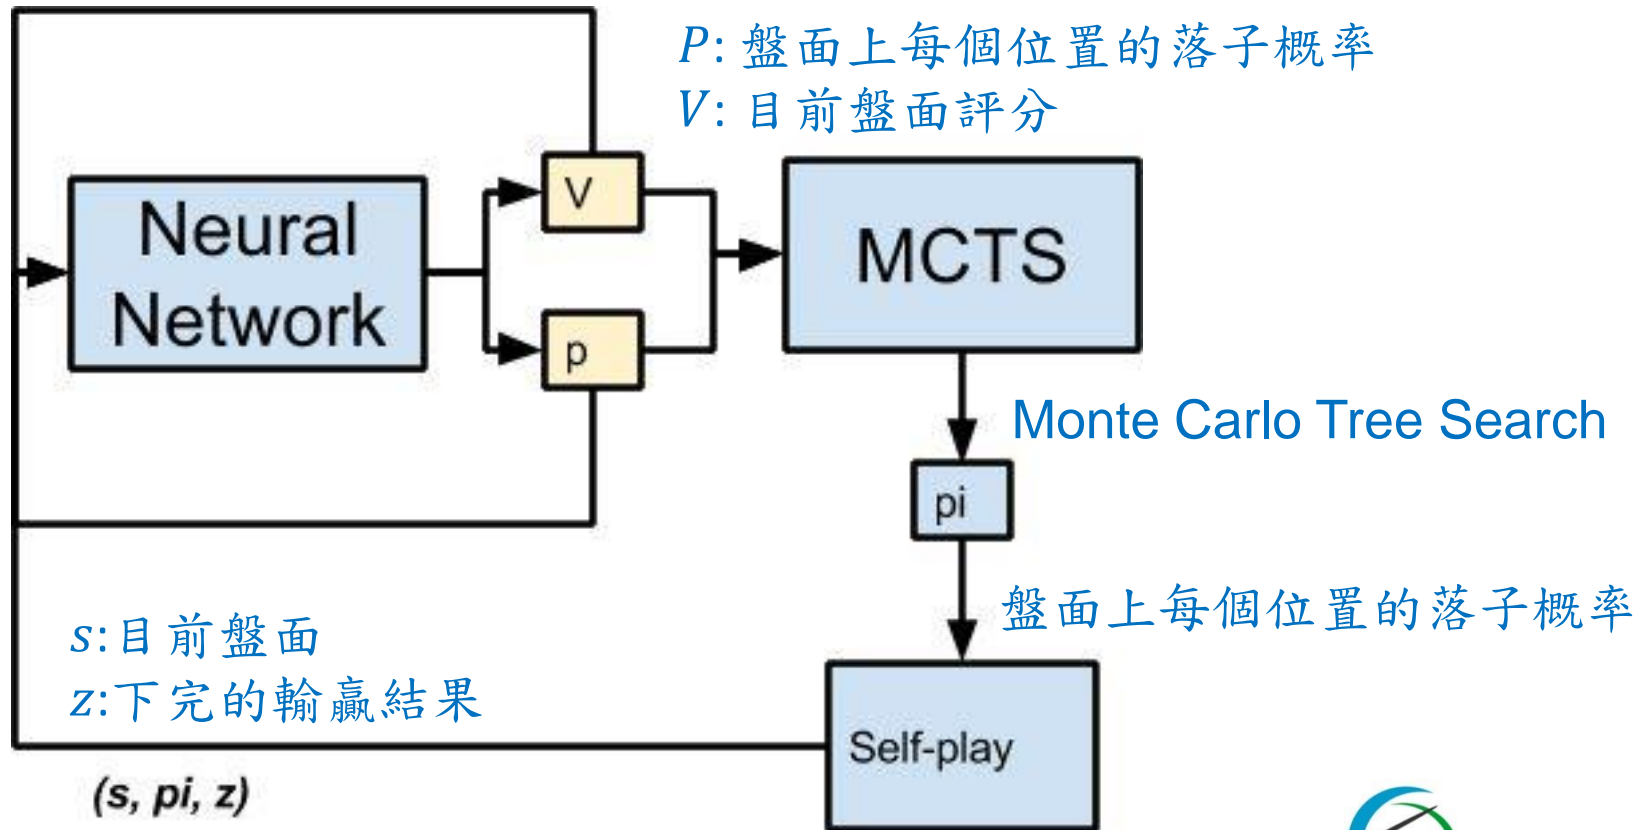 P: 盤面上每個位置的落子概率
V: 目前盤面評分
Neural
Network
V
p
MCTS
Monte Carlo Tree Search
pi
盤面上每個位置的落子概率
s:目前盤面
z:下完的輸贏結果
Self-play
(s, pi, z)